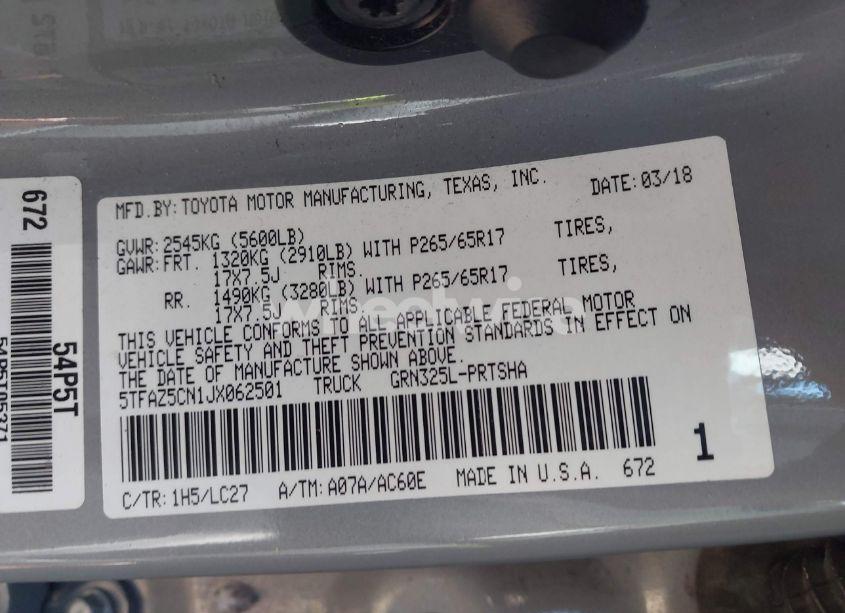 MFD.BY: TOYOTA MOTOR MANUFACTURING, TEXAS, INC. DATE: 03/18
GVWR: 2545KG (5600LB)
GAWR: FRT. 1320KG (2910LB) WITH P265/65R17 TIRES,
17X7.5J RIMS.
RR. 1490KG (3280LB) WITH P265/65R17 TIRES,
17X7.5J RIMS.
THIS VEHICLE CONFORMS TO ALL APPLICABLE FEDERAL MOTOR
VEHICLE SAFETY AND THEFT PREVENTION STANDARDS IN EFFECT ON
THE DATE OF MANUFACTURE SHOWN ABOVE.
5TFAZ5CN1JX062501 TRUCK GRN325L-PRTSHA
C/TR: 1H5/LC27 A/TM: A07A/AC60E MADE IN U.S.A. 672
1
672
54P5T